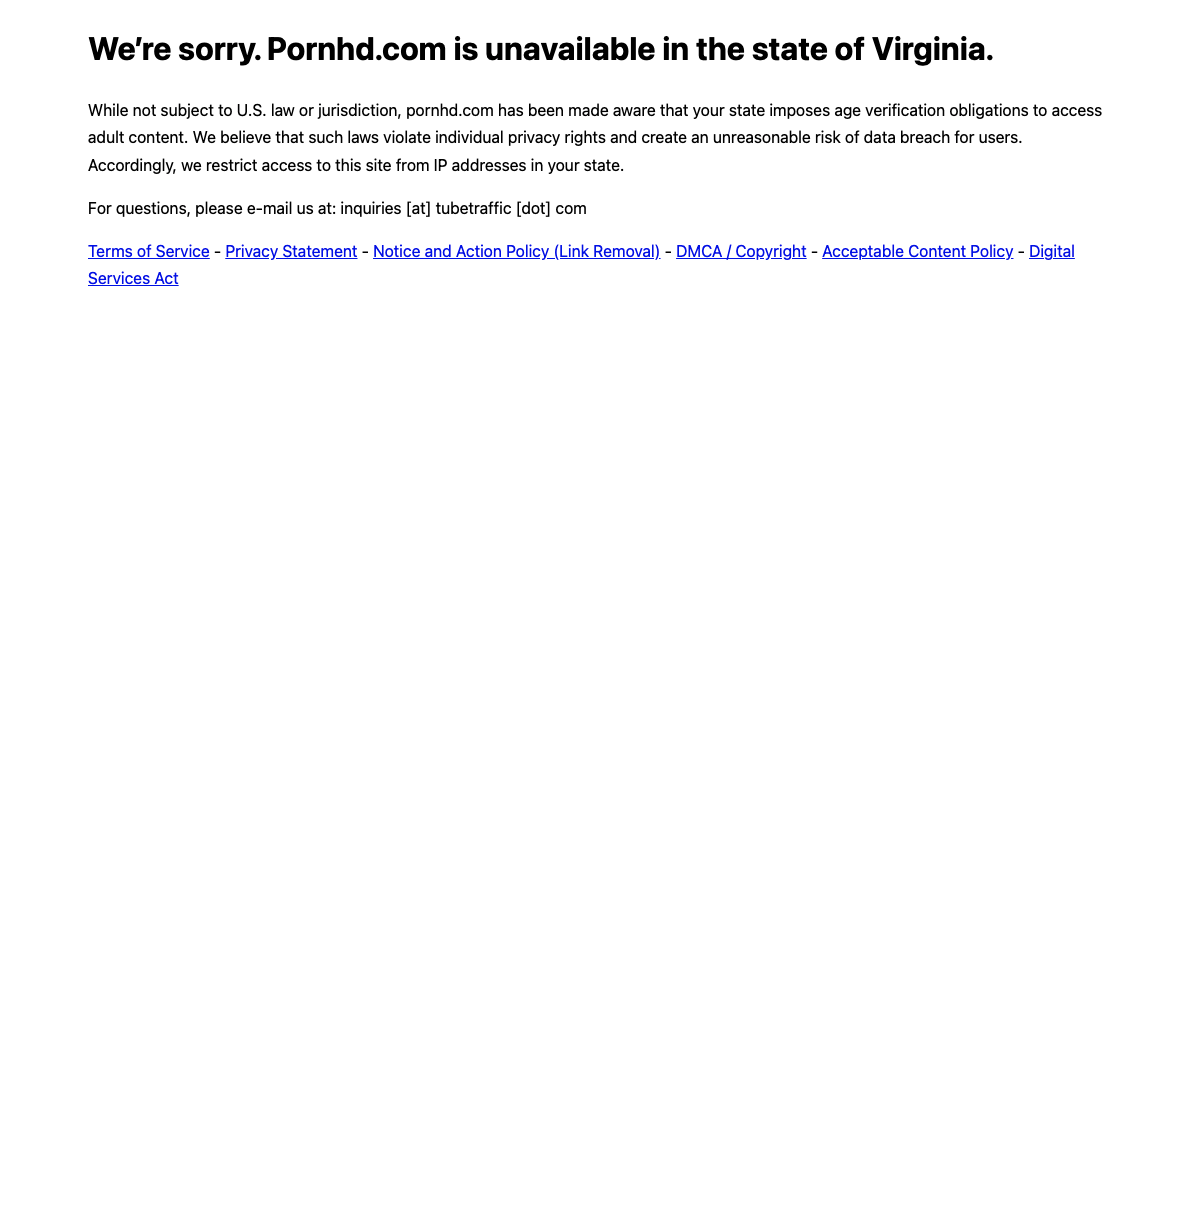 We’re sorry. Pornhd.com is unavailable in the state of Virginia.
While not subject to U.S. law or jurisdiction, pornhd.com has been made aware that your state imposes age verification obligations to access
adult content. We believe that such laws violate individual privacy rights and create an unreasonable risk of data breach for users.
Accordingly, we restrict access to this site from IP addresses in your state.
For questions, please e-mail us at: inquiries [at] tubetraffic [dot] com
Terms of Service - Privacy Statement - Notice and Action Policy (Link Removal) - DMCA / Copyright - Acceptable Content Policy - Digital
Services Act